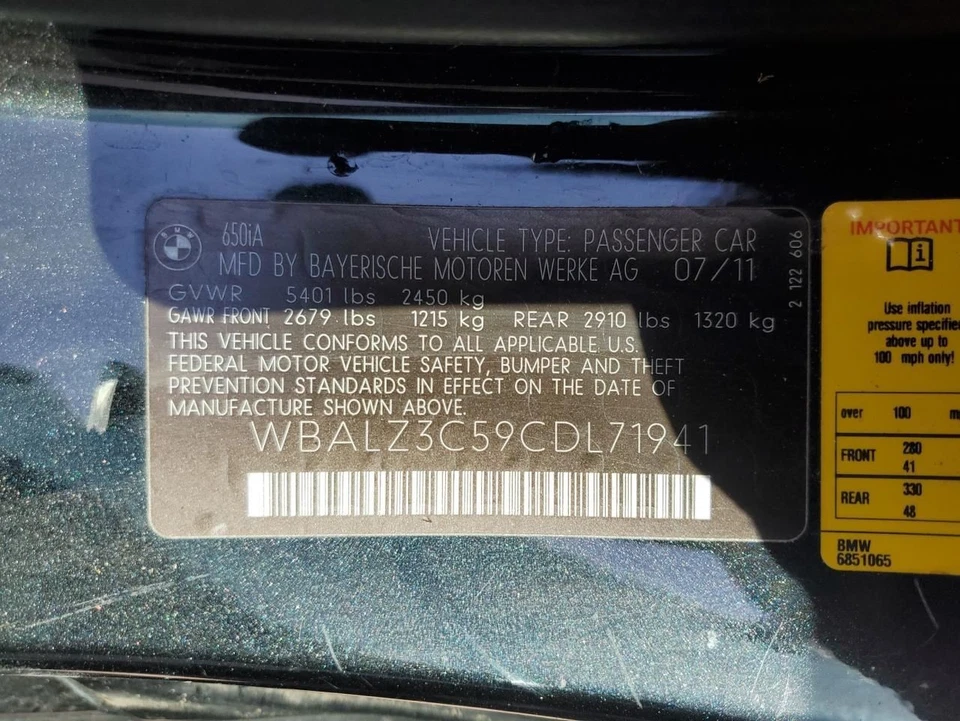 BMW
650iA VEHICLE TYPE: PASSENGER CAR
MFD BY BAYERISCHE MOTOREN WERKE AG 07/11
GVWR 5401 lbs 2450 kg
GAWR FRONT 2679 lbs 1215 kg REAR 2910 lbs 1320 kg
THIS VEHICLE CONFORMS TO ALL APPLICABLE U.S.
FEDERAL MOTOR VEHICLE SAFETY, BUMPER AND THEFT
PREVENTION STANDARDS IN EFFECT ON THE DATE OF
MANUFACTURE SHOWN ABOVE.
WBALZ3C59CDL71941
2 122 606
IMPORTANT
i
Use inflation
pressure specifie
above up to
100 mph only!
over 100 m
FRONT 280
41
REAR 330
48
BMW
6851065